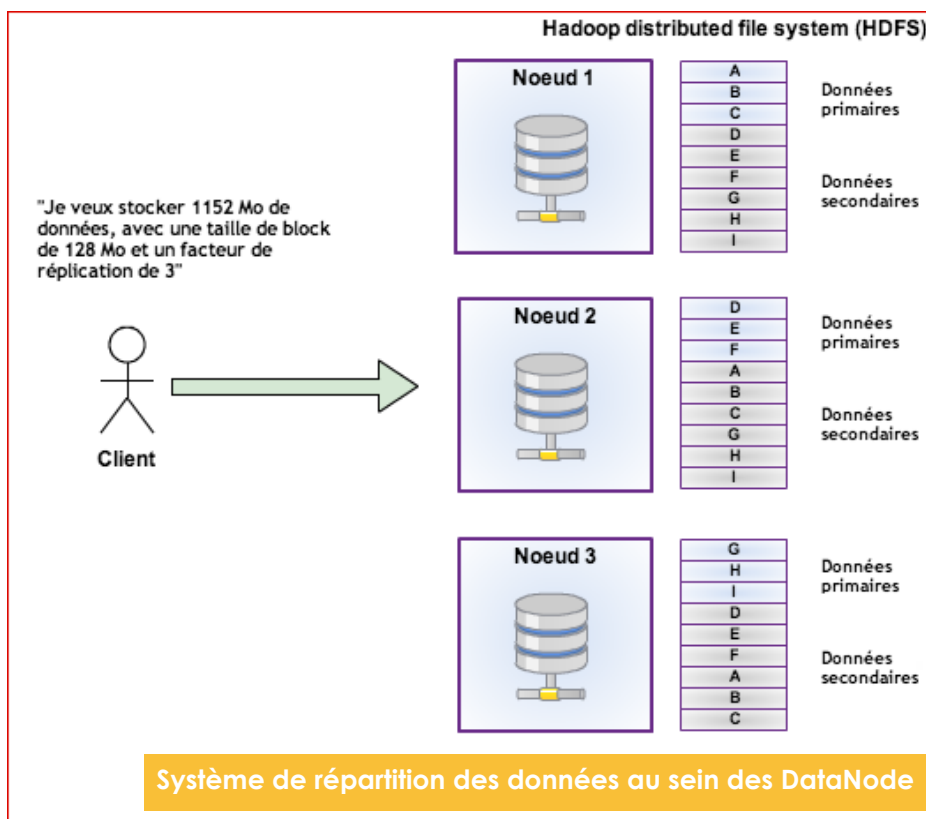 Hadoop distributed file system (HDFS)
Noeud 1
A
B
C
D
E
F
G
H
I
Données
primaires
Données
secondaires
"Je veux stocker 1152 Mo de
données, avec une taille de block
de 128 Mo et un facteur de
réplication de 3"
Client
Noeud 2
D
E
F
A
B
C
G
H
I
Données
primaires
Données
secondaires
Noeud 3
G
H
I
D
E
F
A
B
C
Données
primaires
Données
secondaires
Système de répartition des données au sein des DataNode